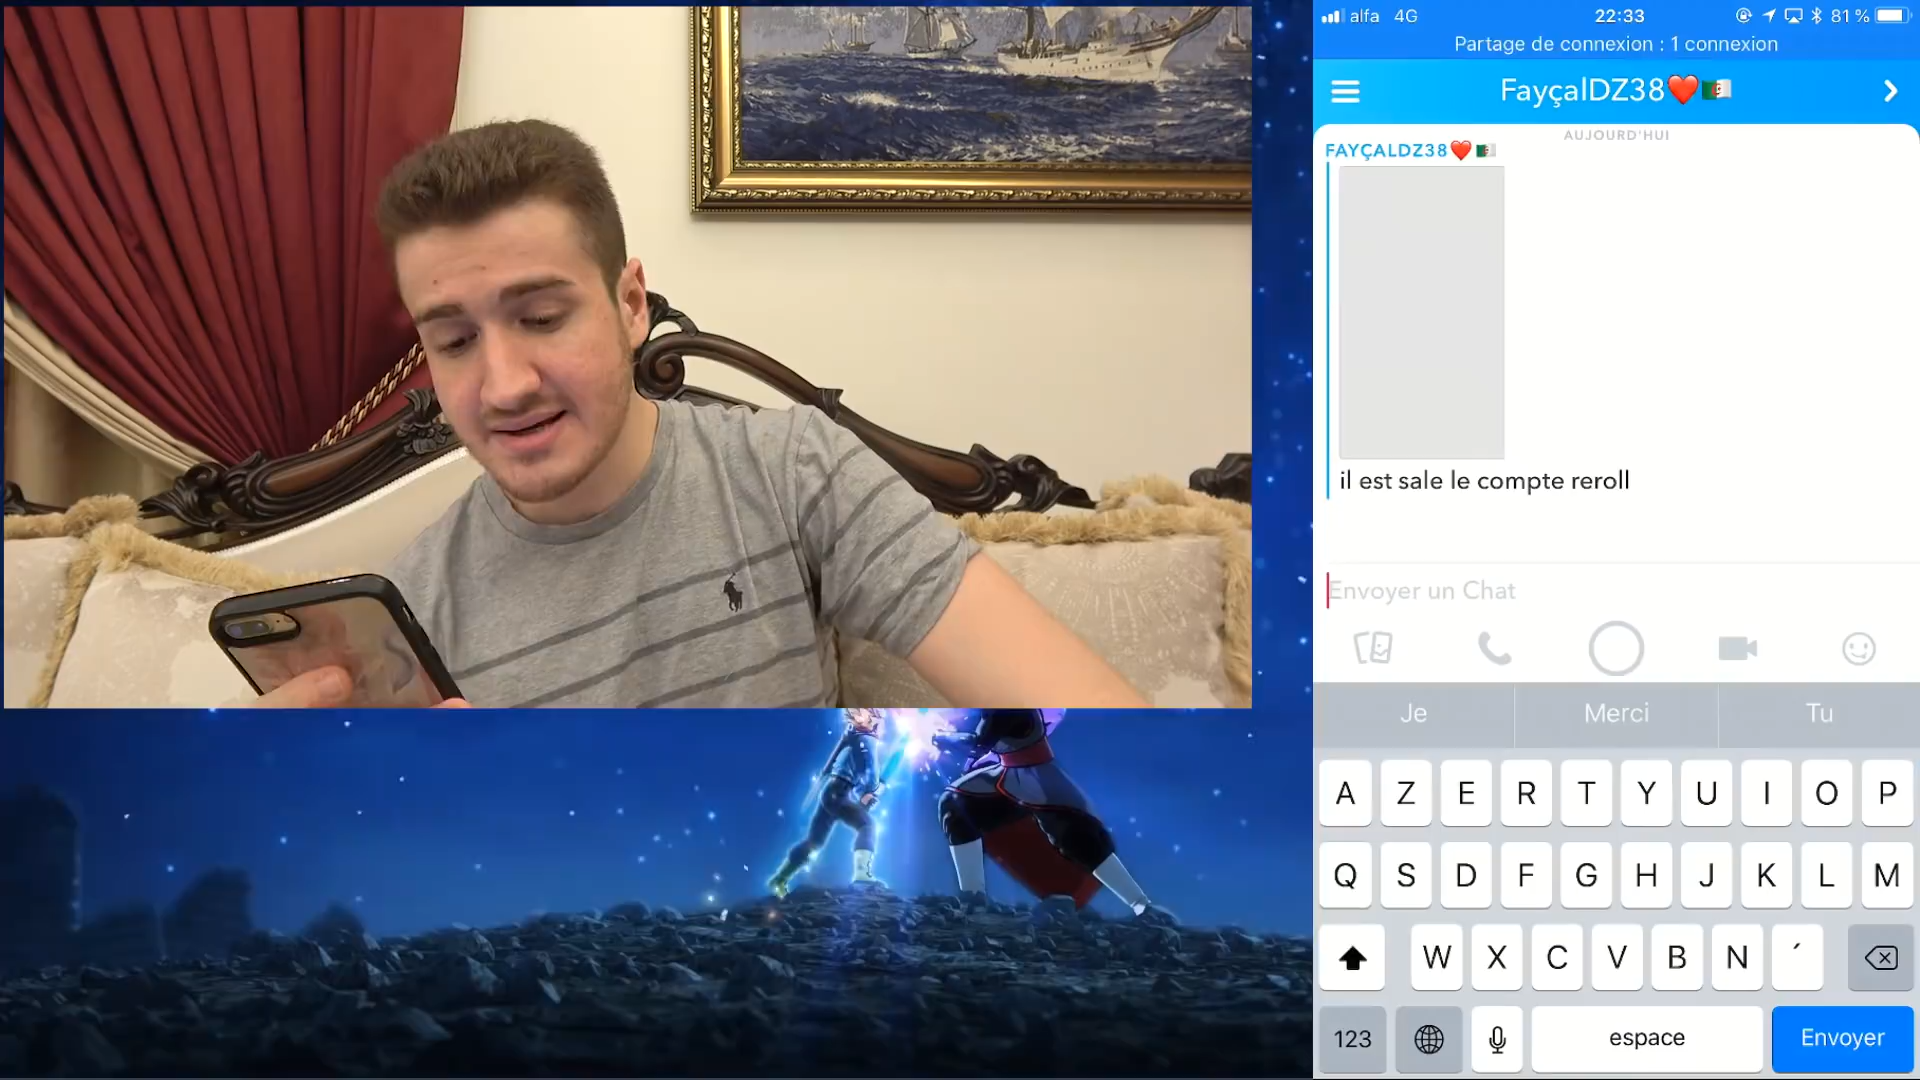 alfa 4G 22:33 81 %
Partage de connexion : 1 connexion
FayçalDZ38❤️🇩🇿
AUJOURD'HUI
FAYÇALDZ38❤️🇩🇿
il est sale le compte reroll
Envoyer un Chat
Je Merci Tu
A Z E R T Y U I O P
Q S D F G H J K L M
W X C V B N ´
123 espace Envoyer